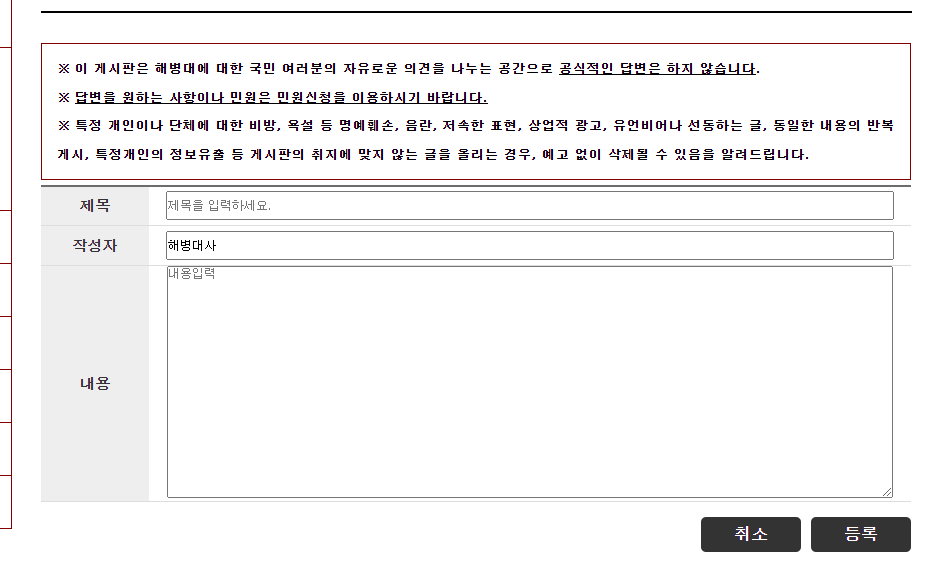 ※ 이 게시판은 해병대에 대한 국민 여러분의 자유로운 의견을 나누는 공간으로 공식적인 답변은 하지 않습니다.
※ 답변을 원하는 사항이나 민원은 민원신청을 이용하시기 바랍니다.
※ 특정 개인이나 단체에 대한 비방, 욕설 등 명예훼손, 음란, 저속한 표현, 상업적 광고, 유언비어나 선동하는 글, 동일한 내용의 반복
게시, 특정개인의 정보유출 등 게시판의 취지에 맞지 않는 글을 올리는 경우, 예고 없이 삭제될 수 있음을 알려드립니다.
제목 제목을 입력하세요.
작성자 해병대사
내용입력
내용
취소 등록